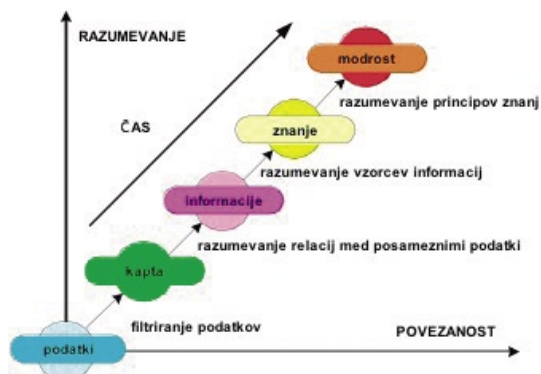 RAZUMEVANJE
modrost
razumevanje principov znanj
ČAS
znanje
razumevanje vzorcev informacij
informacije
razumevanje relacij med posameznimi podatki
kapta
filtriranje podatkov
POVEZANOST
podatki